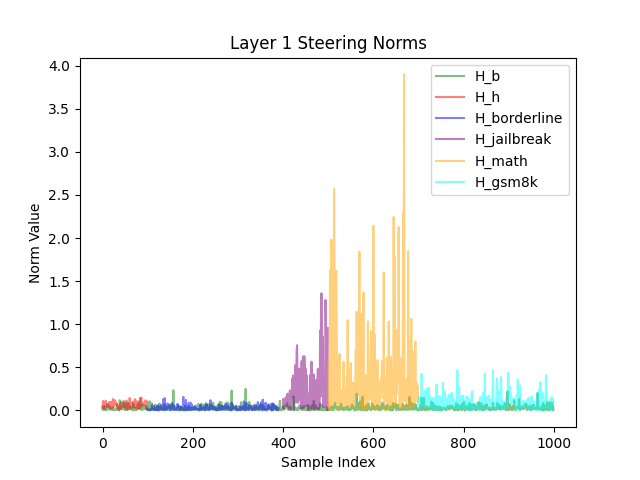 Layer 1 Steering Norms
4.0
3.5
3.0
2.5
2.0
1.5
1.0
0.5
0.0
Norm Value
H_b
H_h
H_borderline
H_jailbreak
H_math
H_gsm8k
0 200 400 600 800 1000
Sample Index